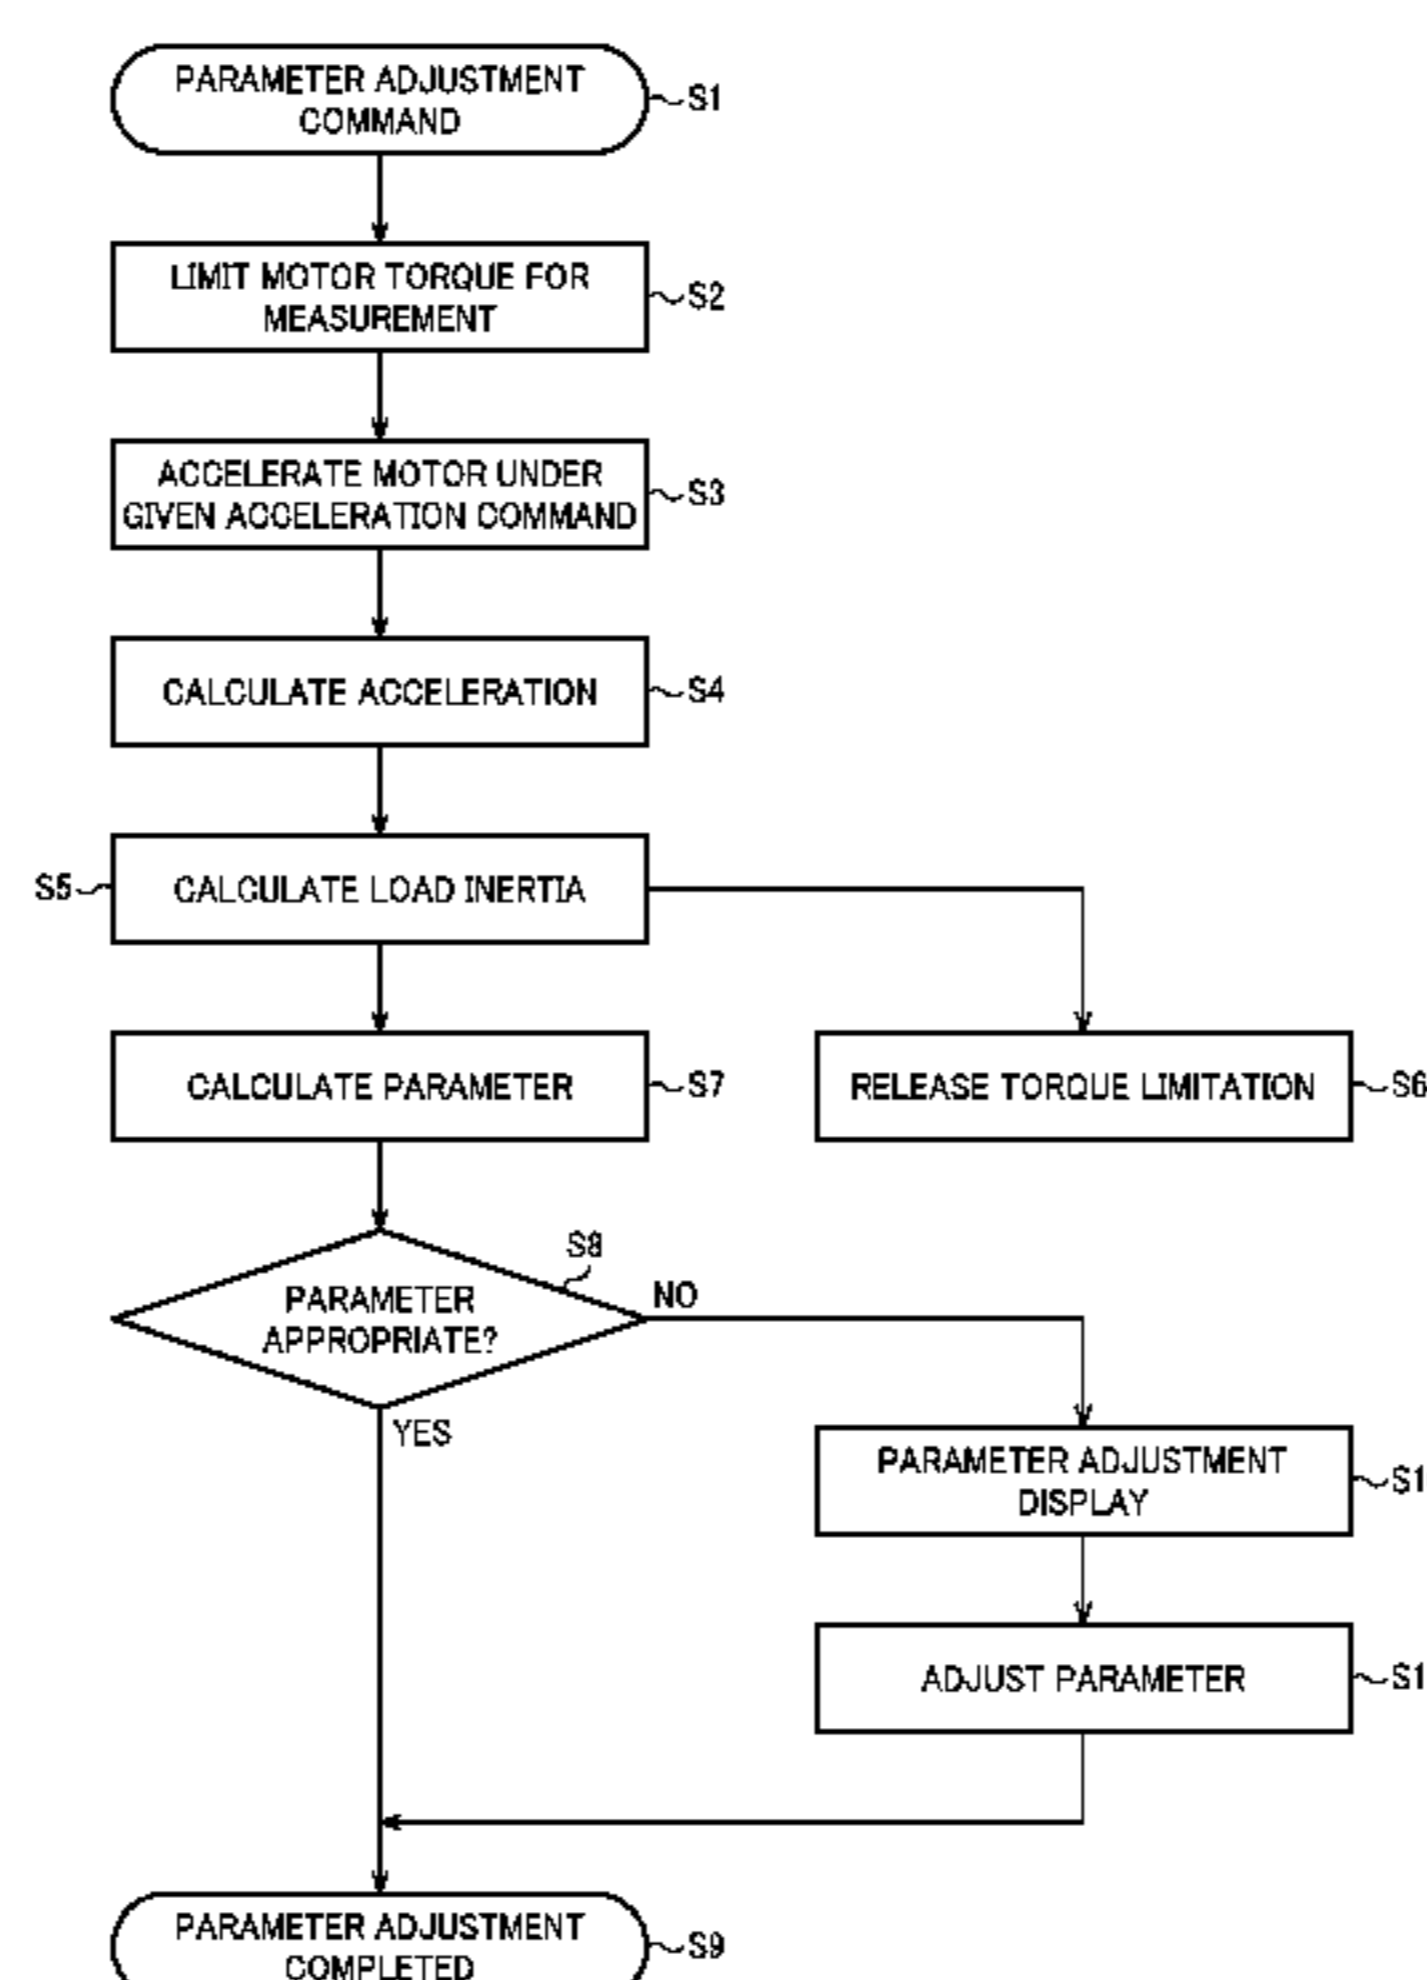 PARAMETER ADJUSTMENT
COMMAND
S1
LIMIT MOTOR TORQUE FOR
MEASUREMENT
S2
ACCELERATE MOTOR UNDER
GIVEN ACCELERATION COMMAND
S3
CALCULATE ACCELERATION
S4
S5
CALCULATE LOAD INERTIA
CALCULATE PARAMETER
S7
RELEASE TORQUE LIMITATION
S6
S8
PARAMETER
APPROPRIATE?
NO
YES
PARAMETER ADJUSTMENT
DISPLAY
S1
ADJUST PARAMETER
S1
PARAMETER ADJUSTMENT
COMPLETED
S9